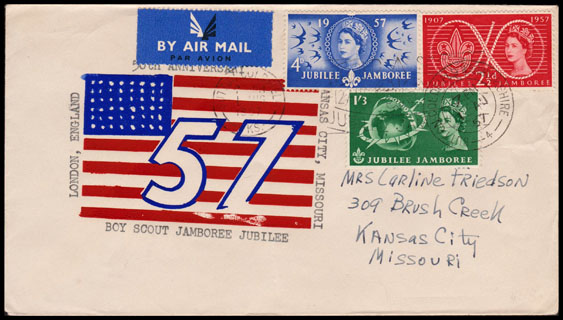 BY AIR MAIL
PAR AVION
50TH ANNIVERSARY
19 57
4d
JUBILEE JAMBOREE
1907 1957
2½d
JUBILEE JAMBOREE
1'3
JUBILEE JAMBOREE
LONDON, ENGLAND
57
KANSAS CITY, MISSOURI
BOY SCOUT JAMBOREE JUBILEE
MRS Carline Friedson
309 Brush Creek
Kansas City
Missouri